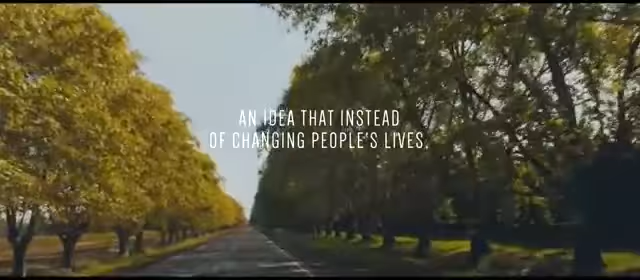 AN IDEA THAT INSTEAD
OF CHANGING PEOPLE'S LIVES,